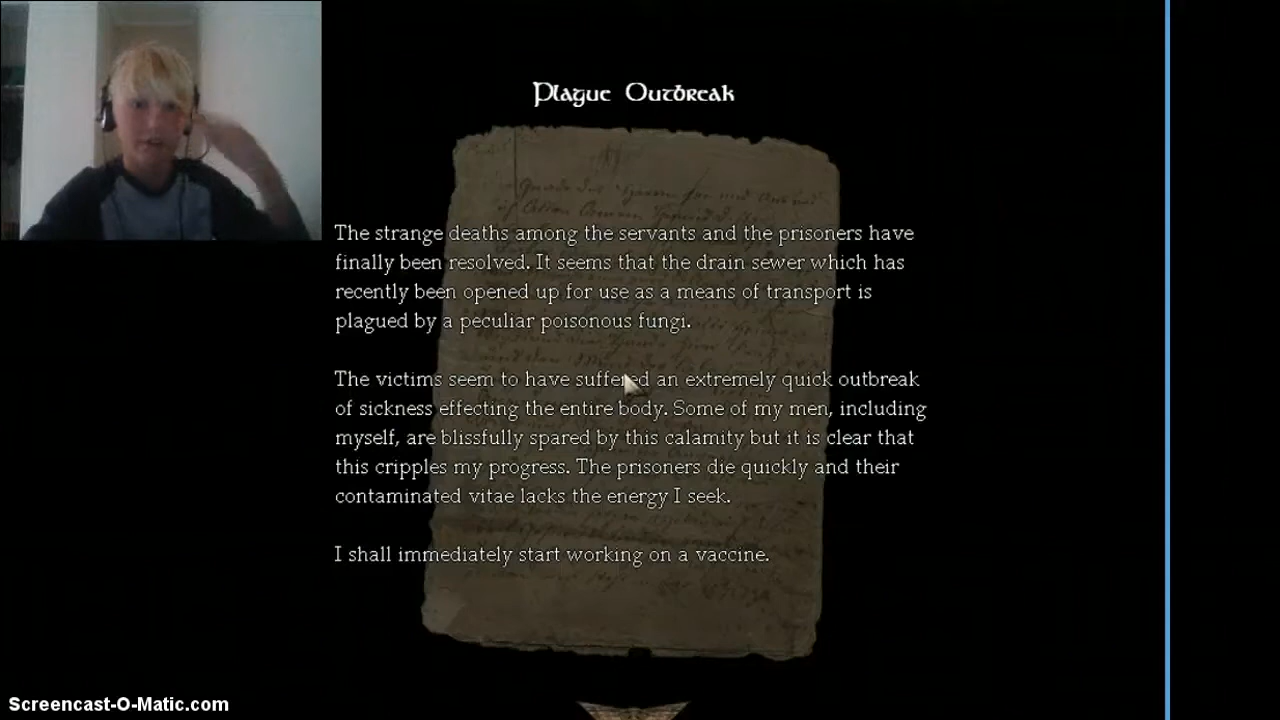 Plague Outbreak
The strange deaths among the servants and the prisoners have
finally been resolved. It seems that the drain sewer which has
recently been opened up for use as a means of transport is
plagued by a peculiar poisonous fungi.
The victims seem to have suffered an extremely quick outbreak
of sickness effecting the entire body. Some of my men, including
myself, are blissfully spared by this calamity but it is clear that
this cripples my progress. The prisoners die quickly and their
contaminated vitae lacks the energy I seek.
I shall immediately start working on a vaccine.
Screencast-O-Matic.com